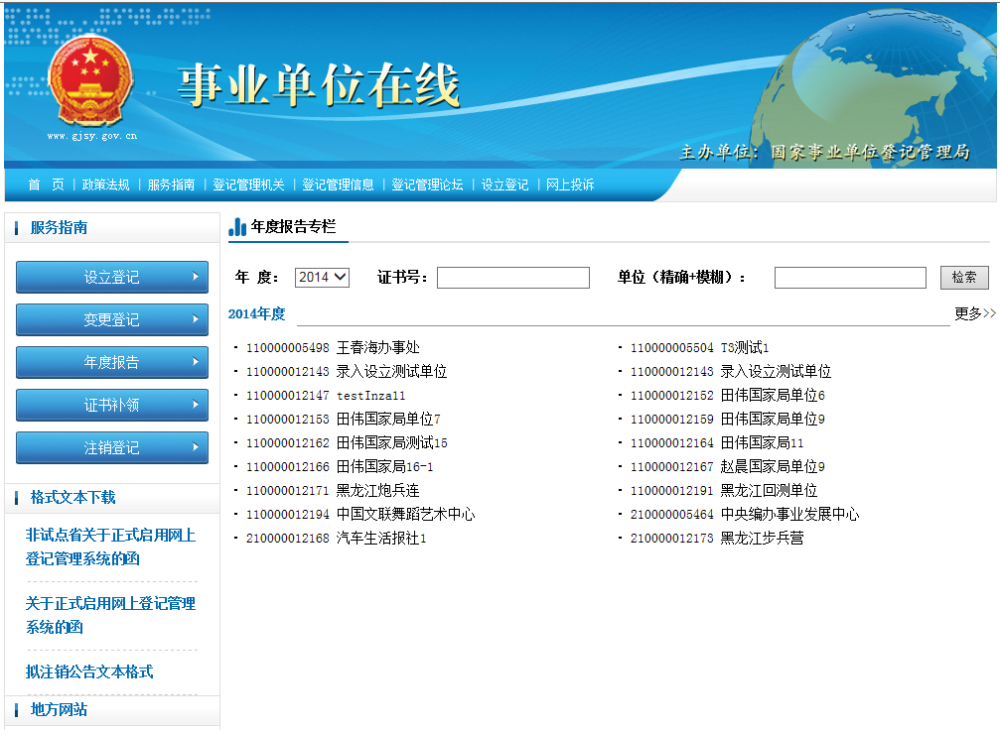 事业单位在线
www.gjsy.gov.cn
主办单位：国家事业单位登记管理局
首 页 | 政策法规 | 服务指南 | 登记管理机关 | 登记管理信息 | 登记管理论坛 | 设立登记 | 网上投诉
服务指南
设立登记
变更登记
年度报告
证书补领
注销登记
格式文本下载
非试点省关于正式启用网上
登记管理系统的函
关于正式启用网上登记管理
系统的函
拟注销公告文本格式
地方网站
年度报告专栏
年 度： 2014 证书号： 单位（精确+模糊）： 检索
2014年度 更多>>
· 110000005498 王春海办事处 · 110000005504 T3测试1
· 110000012143 录入设立测试单位 · 110000012143 录入设立测试单位
· 110000012147 testInza11 · 110000012152 田伟国家局单位6
· 110000012153 田伟国家局单位7 · 110000012159 田伟国家局单位9
· 110000012162 田伟国家局测试15 · 110000012164 田伟国家局11
· 110000012166 田伟国家局16-1 · 110000012167 赵晨国家局单位9
· 110000012171 黑龙江炮兵连 · 110000012191 黑龙江回测单位
· 110000012194 中国文联舞蹈艺术中心 · 210000005464 中央编办事业发展中心
· 210000012168 汽车生活报社1 · 210000012173 黑龙江步兵营